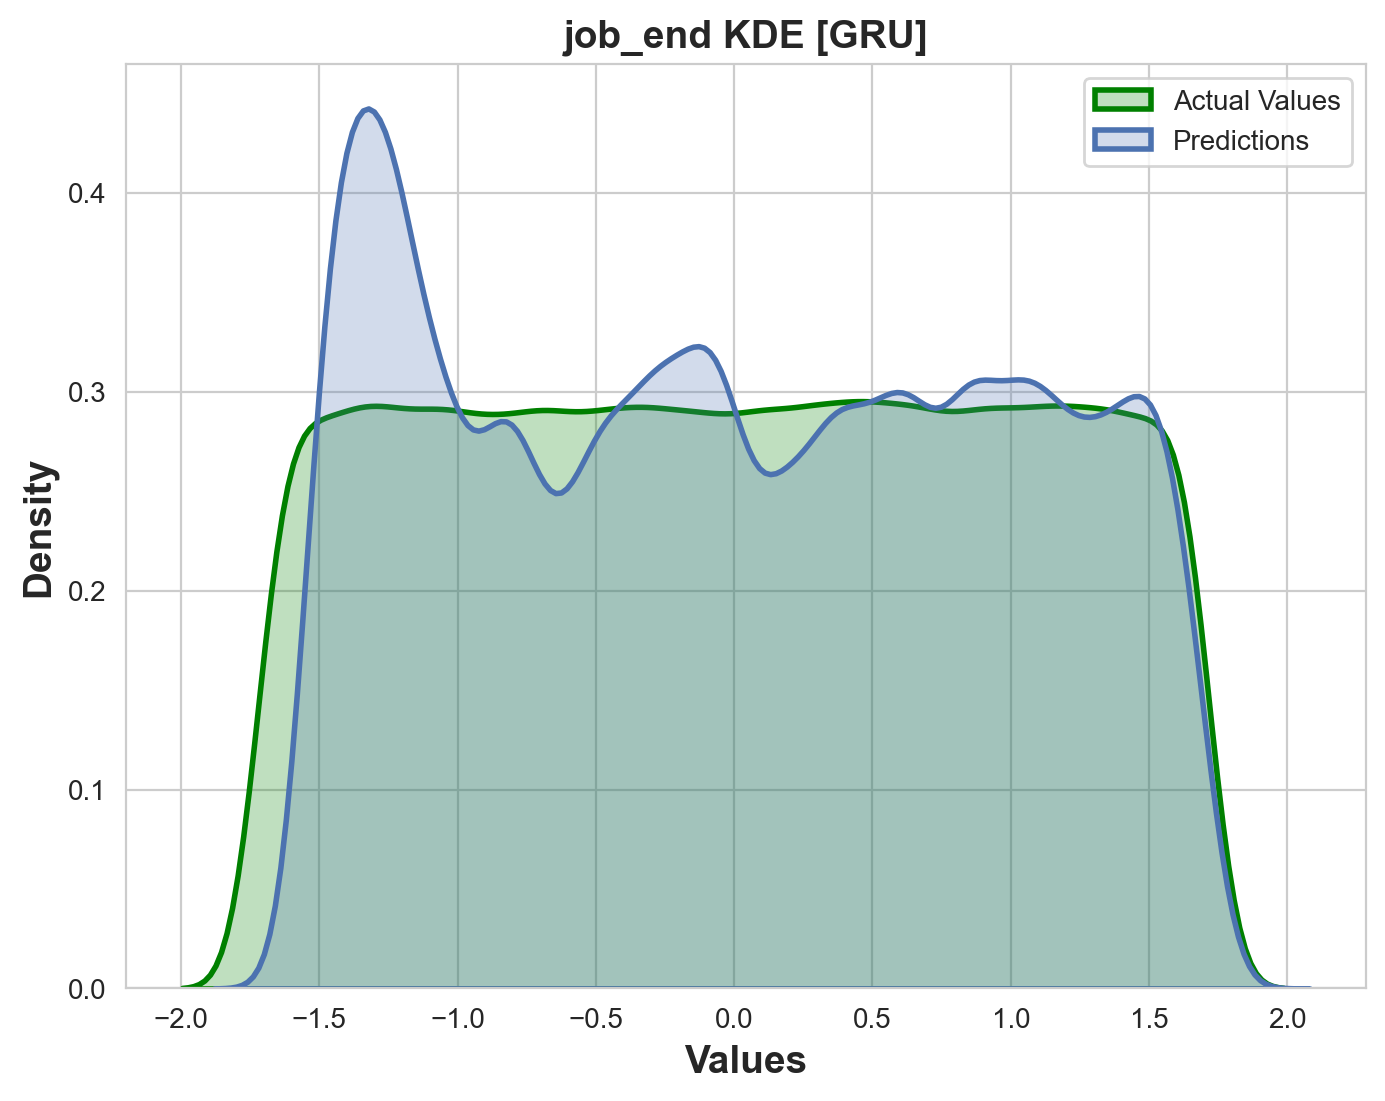 job_end KDE [GRU]
Actual Values
Predictions
Density
0.4
0.3
0.2
0.1
0.0
−2.0 −1.5 −1.0 −0.5 0.0 0.5 1.0 1.5 2.0
Values